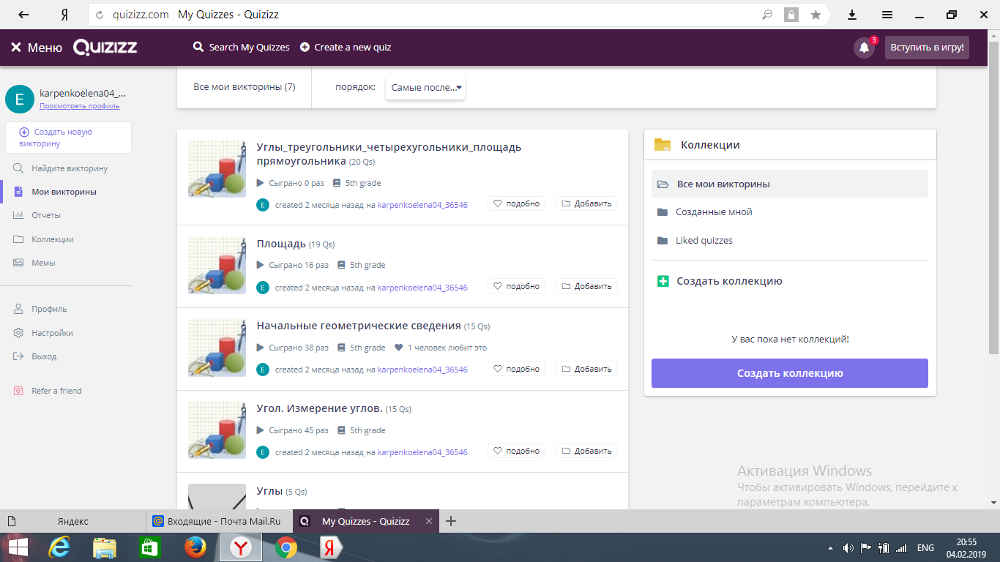 Я quizizz.com My Quizzes - Quizizz
Меню Quizizz Search My Quizzes Create a new quiz 3 Вступить в игру!
Все мои викторины (7) порядок: Самые после...
E karpenkoelena04_...
Просмотреть профиль
Создать новую
викторину
Найдите викторину
Мои викторины
Отчеты
Коллекции
Мемы
Профиль
Настройки
Выход
Refer a friend
Углы_треугольники_четырехугольники_площадь
прямоугольника (20 Qs)
Сыграно 0 раз 5th grade
E created 2 месяца назад на karpenkoelena04_36546 подобно Добавить
Площадь (19 Qs)
Сыграно 16 раз 5th grade
E created 2 месяца назад на karpenkoelena04_36546 подобно Добавить
Начальные геометрические сведения (15 Qs)
Сыграно 38 раз 5th grade 1 человек любит это
E created 2 месяца назад на karpenkoelena04_36546 подобно Добавить
Угол. Измерение углов. (15 Qs)
Сыграно 45 раз 5th grade
E created 2 месяца назад на karpenkoelena04_36546 подобно Добавить
Углы (5 Qs)
Коллекции
Все мои викторины
Созданные мной
Liked quizzes
Создать коллекцию
У вас пока нет коллекций!
Создать коллекцию
Активация Windows
Чтобы активировать Windows, перейдите к
параметрам компьютера.
Яндекс @ Входящие - Почта Mail.Ru My Quizzes - Quizizz
Y Я ENG 20:55
04.02.2019